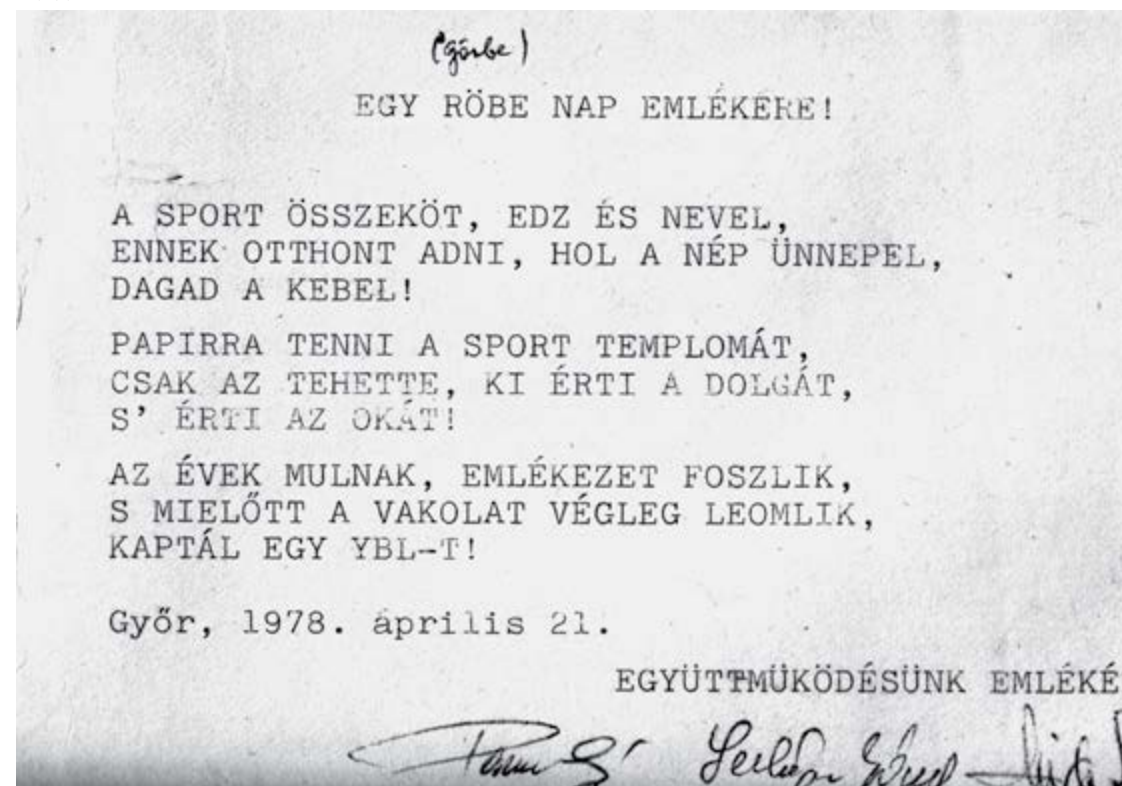 (görbe)
EGY RÖBE NAP EMLÉKERE!
A SPORT ÖSSZEKÖT, EDZ ÉS NEVEL,
ENNEK OTTHONT ADNI, HOL A NÉP ÜNNEPEL,
DAGAD A KEBEL!
PAPIRRA TENNI A SPORT TEMPLOMÁT,
CSAK AZ TEHETTE, KI ÉRTI A DOLGÁT,
S' ÉRTI AZ OKÁT!
AZ ÉVEK MULNAK, EMLÉKEZET FOSZLIK,
S MIELŐTT A VAKOLAT VÉGLEG LEOMLIK,
KAPTÁL EGY YBL-T!
Győr, 1978. április 21.
EGYÜTTMÜKÖDÉSÜNK EMLÉKÉ